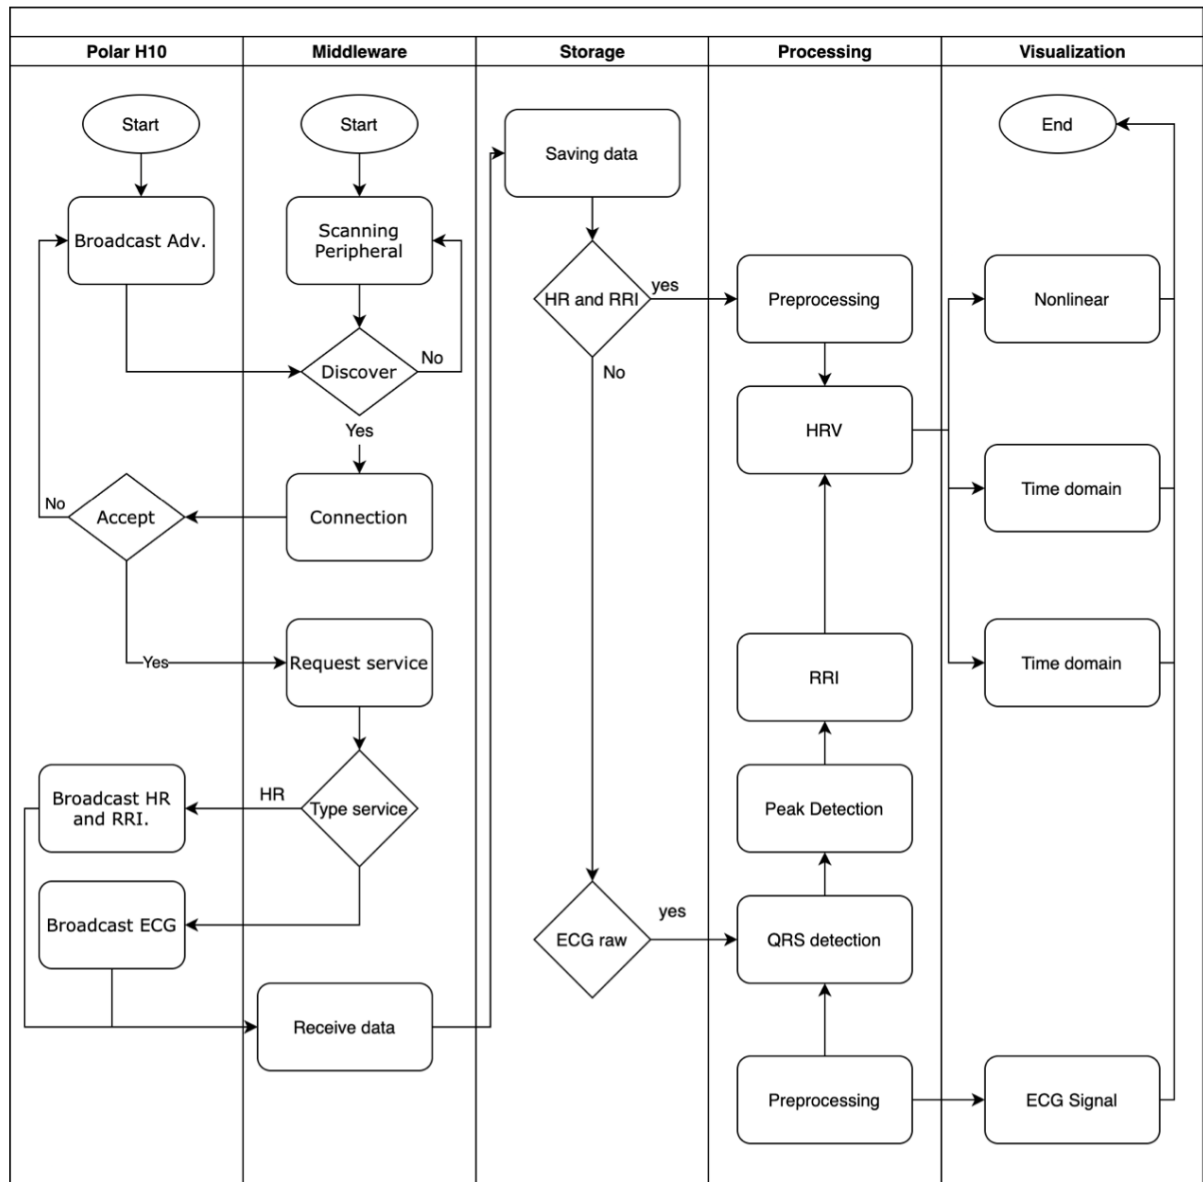 Polar H10
Middleware
Storage
Processing
Visualization
Start
Broadcast Adv.
No
Accept
Yes
Broadcast HR
and RRI.
Broadcast ECG
Start
Scanning
Peripheral
Discover
No
Yes
Connection
Request service
HR
Type service
Receive data
Saving data
HR and RRI
yes
No
ECG raw
yes
Preprocessing
HRV
RRI
Peak Detection
QRS detection
Preprocessing
End
Nonlinear
Time domain
Time domain
ECG Signal